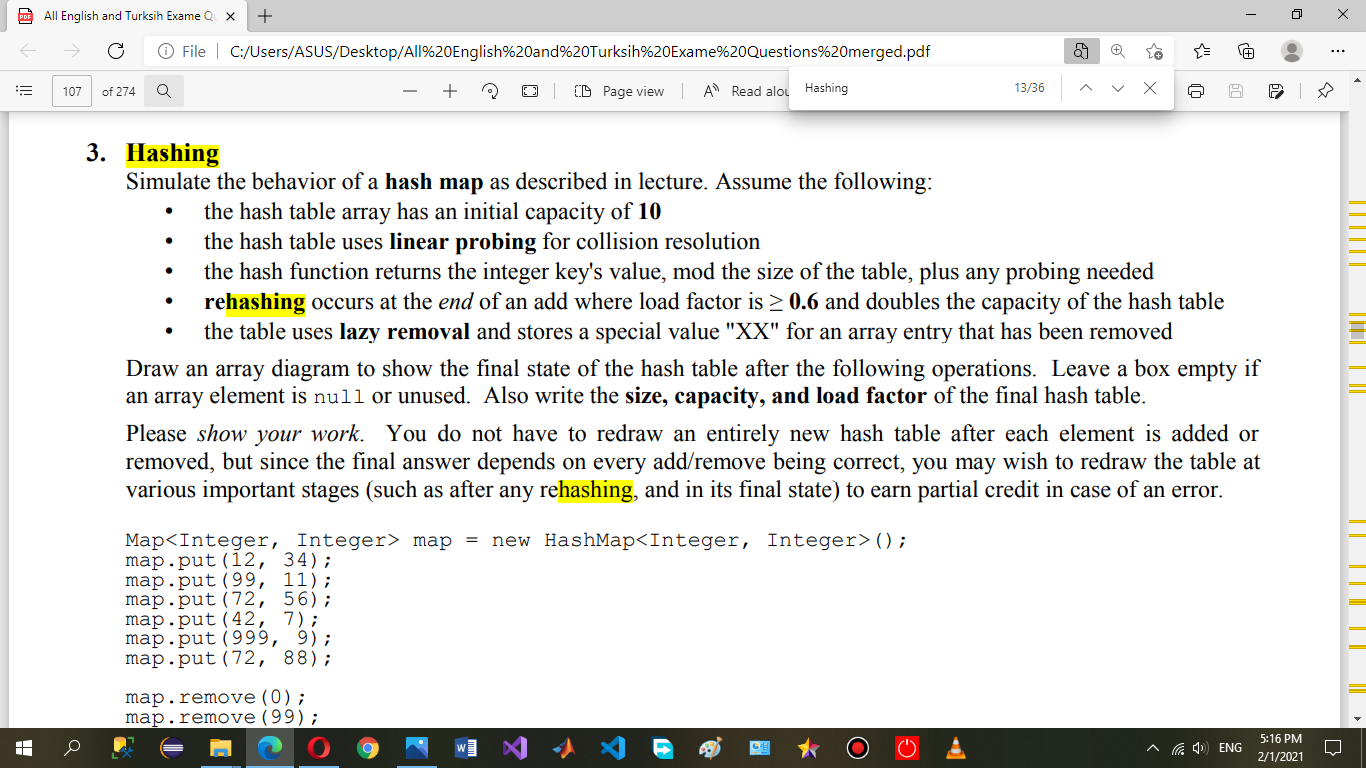 All English and Turksih Exame Qu
File
C:/Users/ASUS/Desktop/All%20English%20and%20Turksih%20Exame%20Questions%20merged.pdf
107 of 274
Page view
Read alou
Hashing 13/36
3. Hashing
Simulate the behavior of a hash map as described in lecture. Assume the following:
• the hash table array has an initial capacity of 10
• the hash table uses linear probing for collision resolution
• the hash function returns the integer key's value, mod the size of the table, plus any probing needed
• rehashing occurs at the end of an add where load factor is ≥ 0.6 and doubles the capacity of the hash table
• the table uses lazy removal and stores a special value "XX" for an array entry that has been removed
Draw an array diagram to show the final state of the hash table after the following operations. Leave a box empty if
an array element is null or unused. Also write the size, capacity, and load factor of the final hash table.
Please show your work. You do not have to redraw an entirely new hash table after each element is added or
removed, but since the final answer depends on every add/remove being correct, you may wish to redraw the table at
various important stages (such as after any rehashing, and in its final state) to earn partial credit in case of an error.
Map<Integer, Integer> map = new HashMap<Integer, Integer>();
map.put(12, 34);
map.put(99, 11);
map.put(72, 56);
map.put(42, 7);
map.put(999, 9);
map.put(72, 88);
map.remove(0);
map.remove(99);
ENG
5:16 PM
2/1/2021